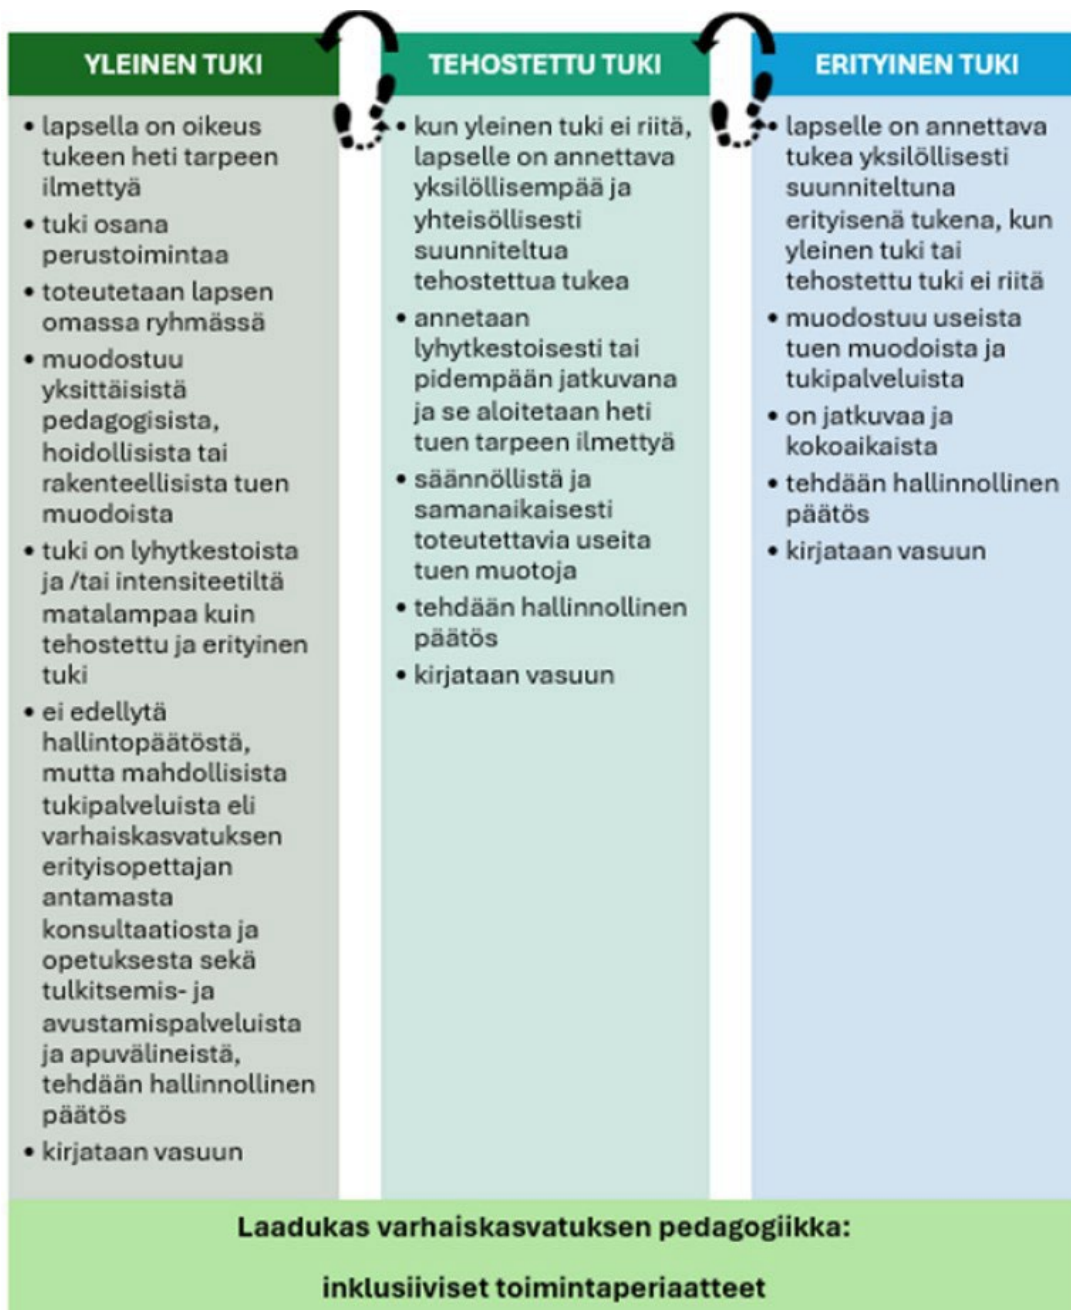 YLEINEN TUKI
• lapsella on oikeus
tukeen heti tarpeen
ilmettyä
• tuki osana
perustoimintaa
• toteutetaan lapsen
omassa ryhmässä
• muodostuu
yksittäisistä
pedagogisista,
hoidollisista tai
rakenteellisista tuen
muodoista
• tuki on lyhytkestoista
ja /tai intensiteetiltä
matalampaa kuin
tehostettu ja erityinen
tuki
• ei edellytä
hallintopäätöstä,
mutta mahdollisista
tukipalveluista eli
varhaiskasvatuksen
erityisopettajan
antamasta
konsultaatiosta ja
opetuksesta sekä
tulkitsemis- ja
avustamispalveluista
ja apuvälineistä,
tehdään hallinnollinen
päätös
• kirjataan vasuun
TEHOSTETTU TUKI
• kun yleinen tuki ei riitä,
lapselle on annettava
yksilöllisempää ja
yhteisöllisesti
suunniteltua
tehostettua tukea
• annetaan
lyhytkestoisesti tai
pidempään jatkuvana
ja se aloitetaan heti
tuen tarpeen ilmettyä
• säännöllistä ja
samanaikaisesti
toteutettavia useita
tuen muotoja
• tehdään hallinnollinen
päätös
• kirjataan vasuun
ERITYINEN TUKI
• lapselle on annettava
tukea yksilöllisesti
suunniteltuna
erityisenä tukena, kun
yleinen tuki tai
tehostettu tuki ei riitä
• muodostuu useista
tuen muodoista ja
tukipalveluista
• on jatkuvaa ja
kokoaikaista
• tehdään hallinnollinen
päätös
• kirjataan vasuun
Laadukas varhaiskasvatuksen pedagogiikka:
inklusiiviset toimintaperiaatteet